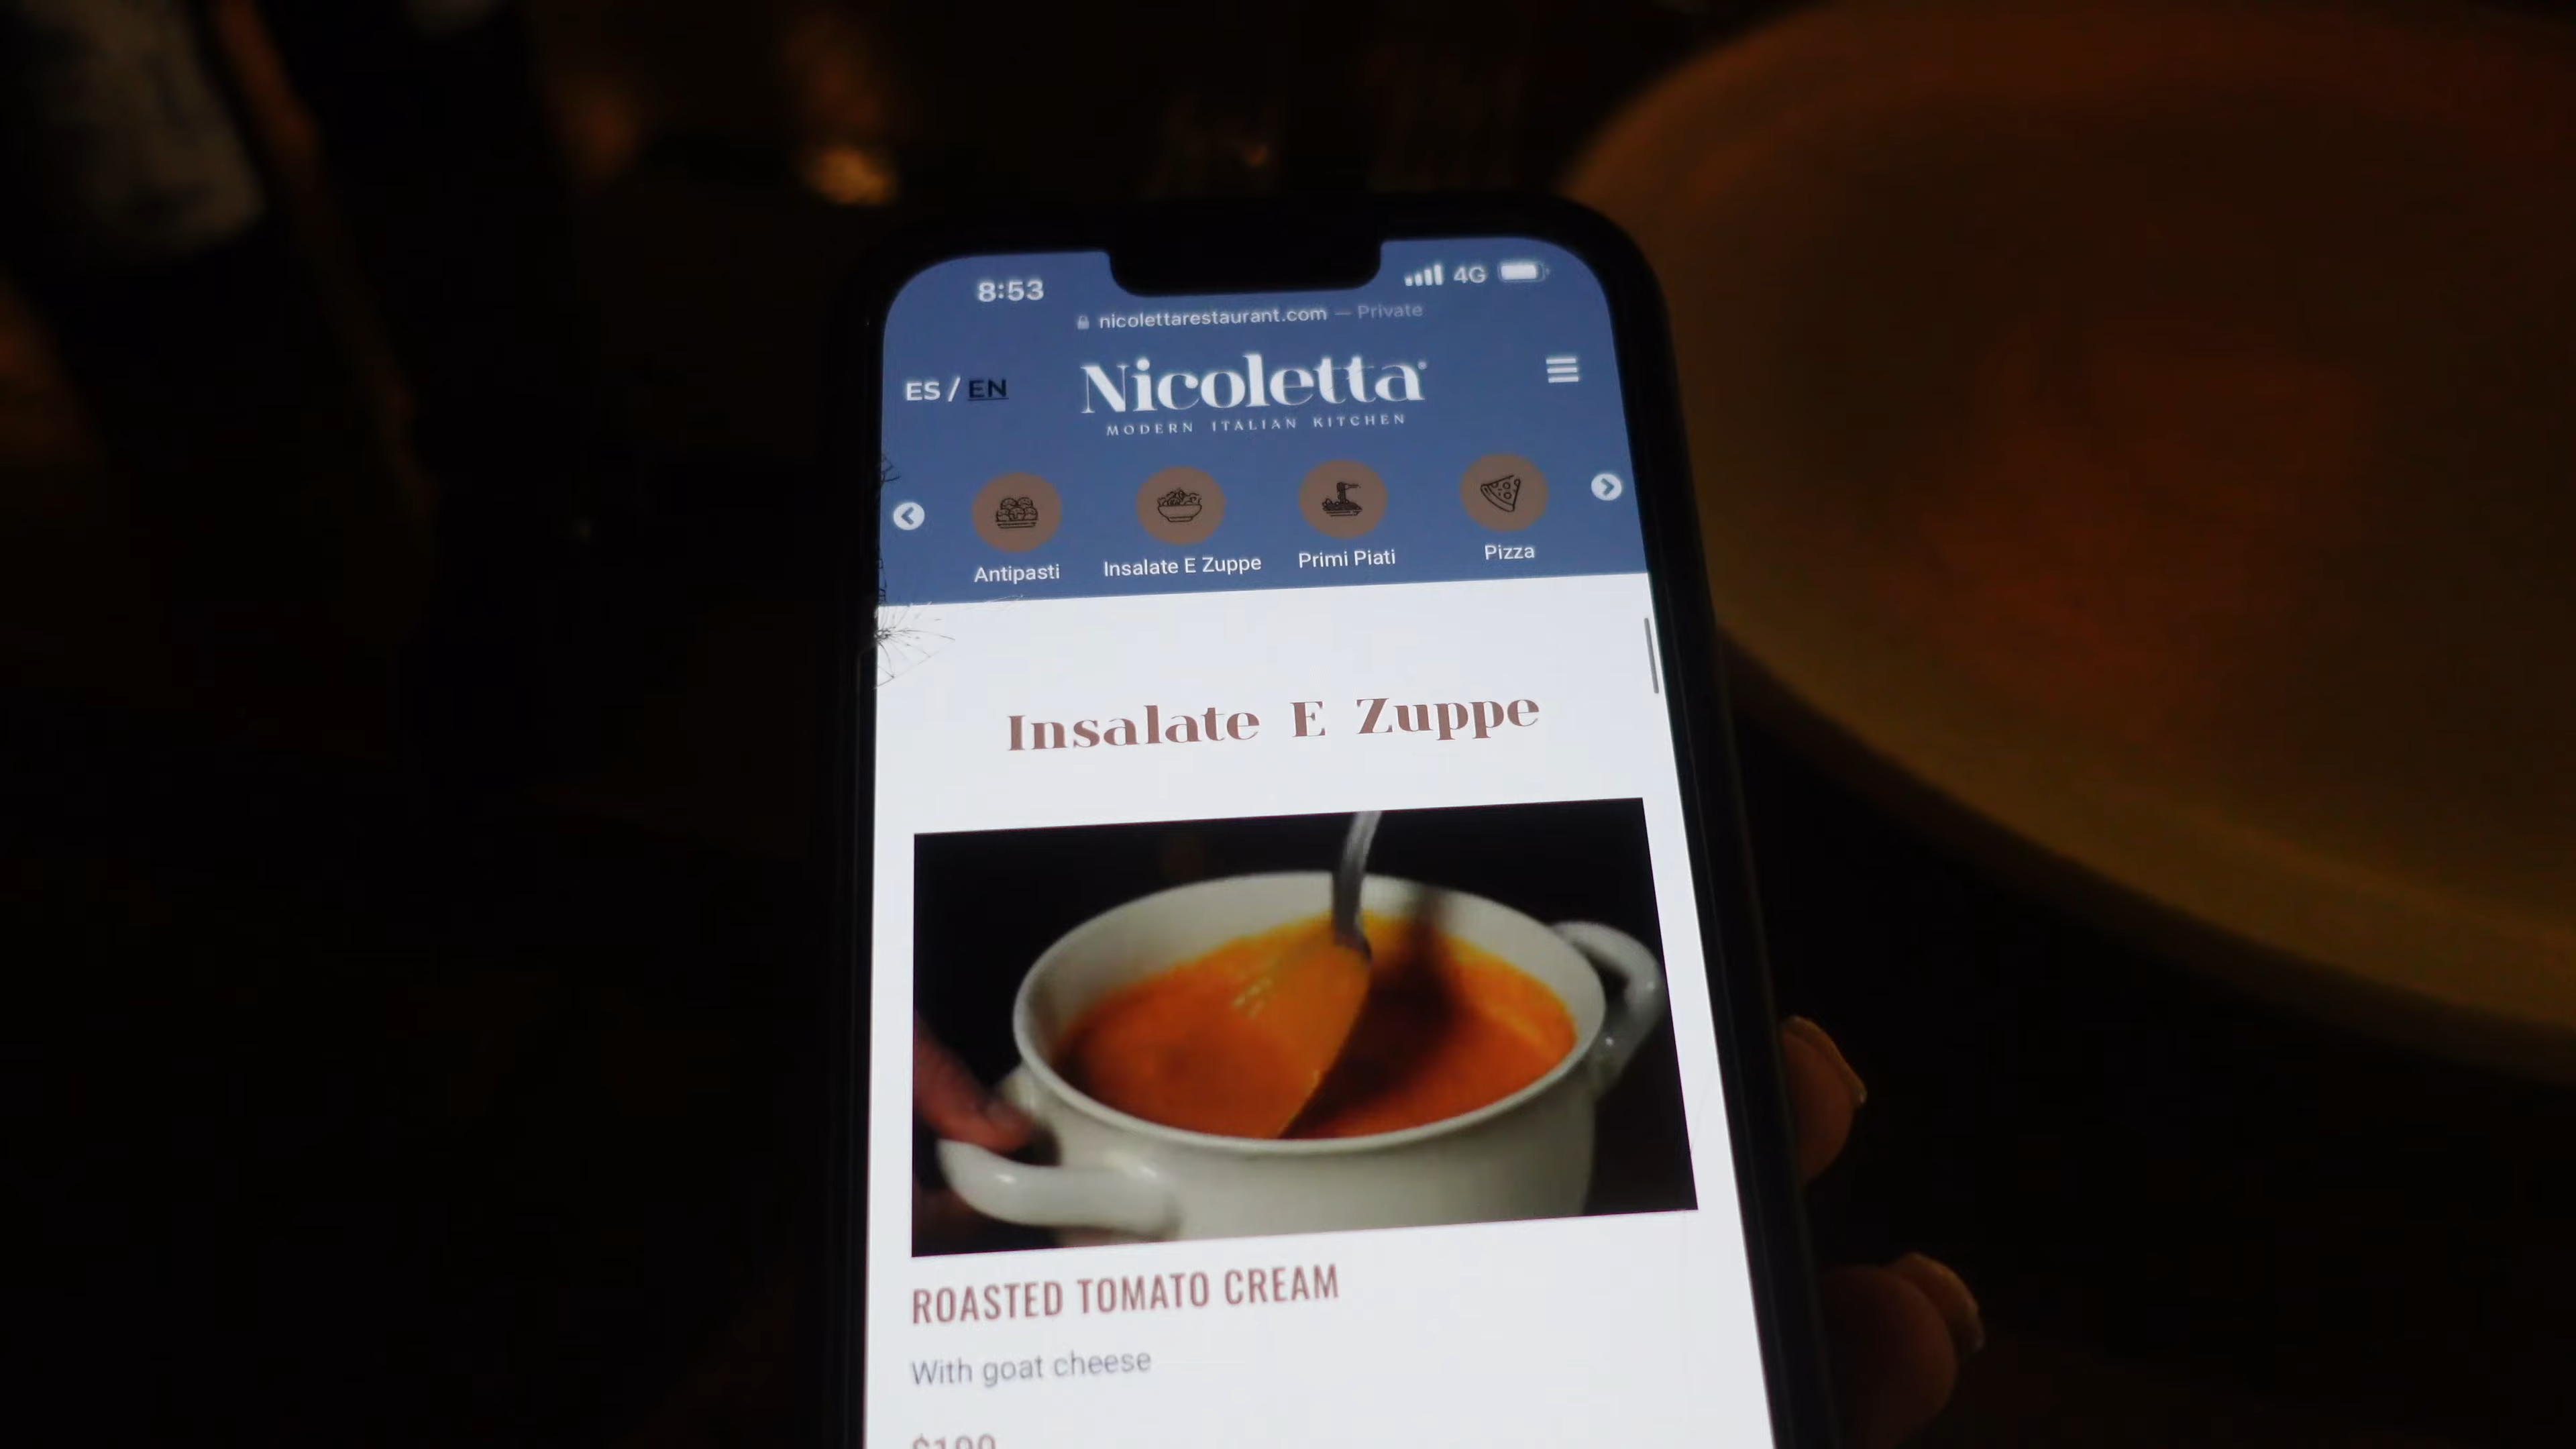 8:53
4G
nicolettarestaurant.com — Private
ES / EN
Nicoletta
MODERN ITALIAN KITCHEN
Antipasti
Insalate E Zuppe
Primi Piati
Pizza
Insalate E Zuppe
ROASTED TOMATO CREAM
With goat cheese